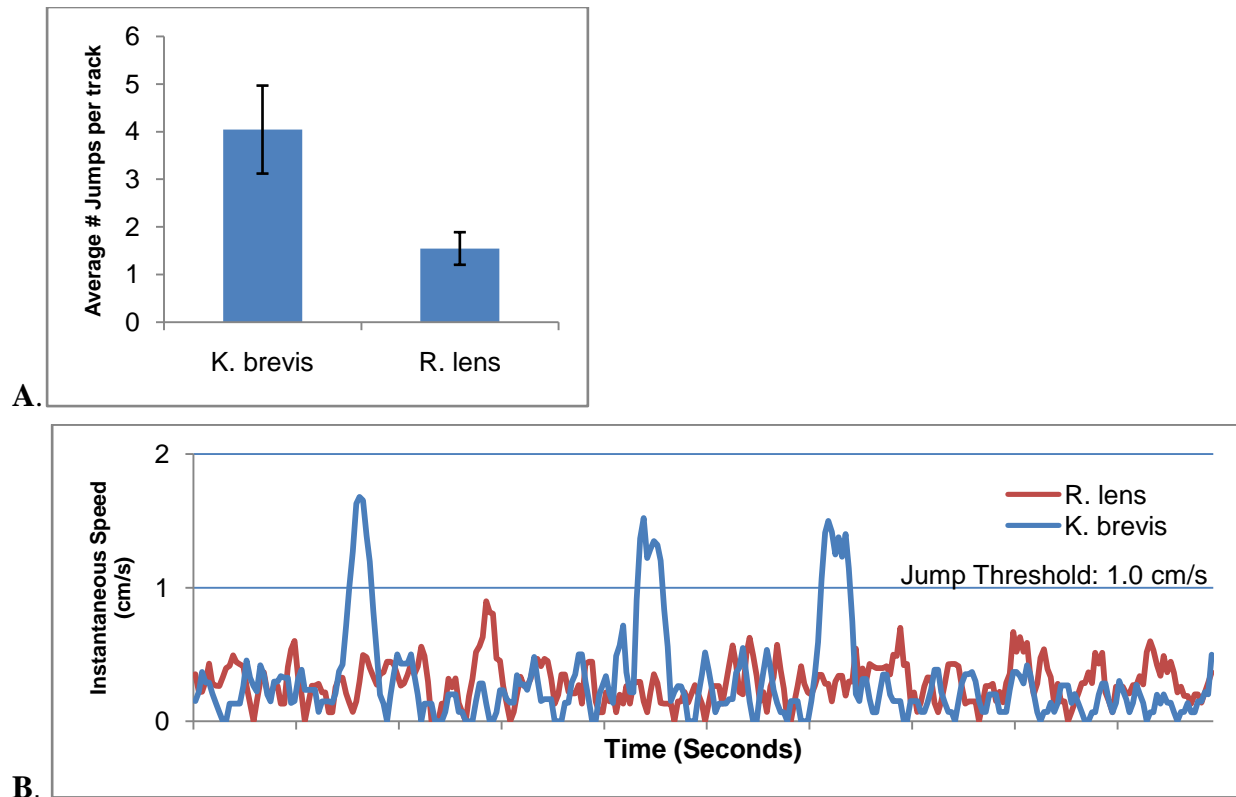 Average # Jumps per track
6
5
4
3
2
1
0
K. brevis R. lens
A.
Instantaneous Speed
(cm/s)
2
1
0
R. lens
K. brevis
Jump Threshold: 1.0 cm/s
Time (Seconds)
B.